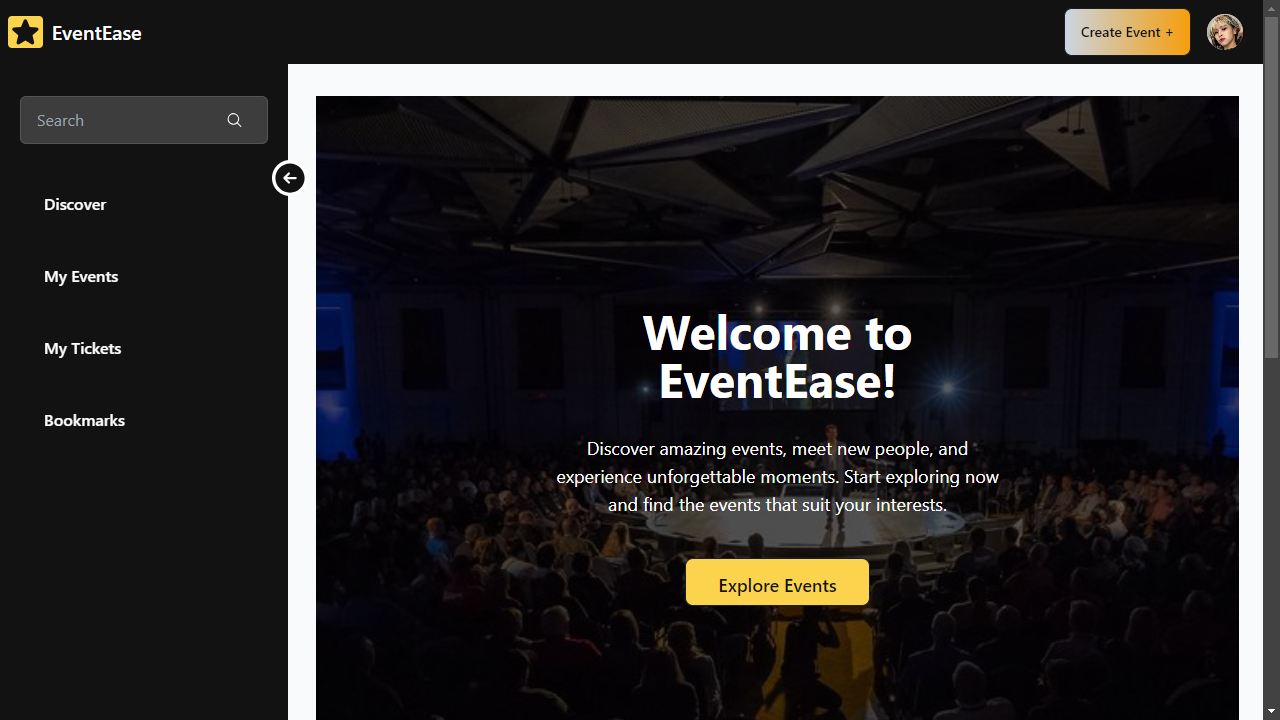 EventEase
Create Event +
Search
Discover
My Events
My Tickets
Bookmarks
Welcome to
EventEase!
Discover amazing events, meet new people, and
experience unforgettable moments. Start exploring now
and find the events that suit your interests.
Explore Events